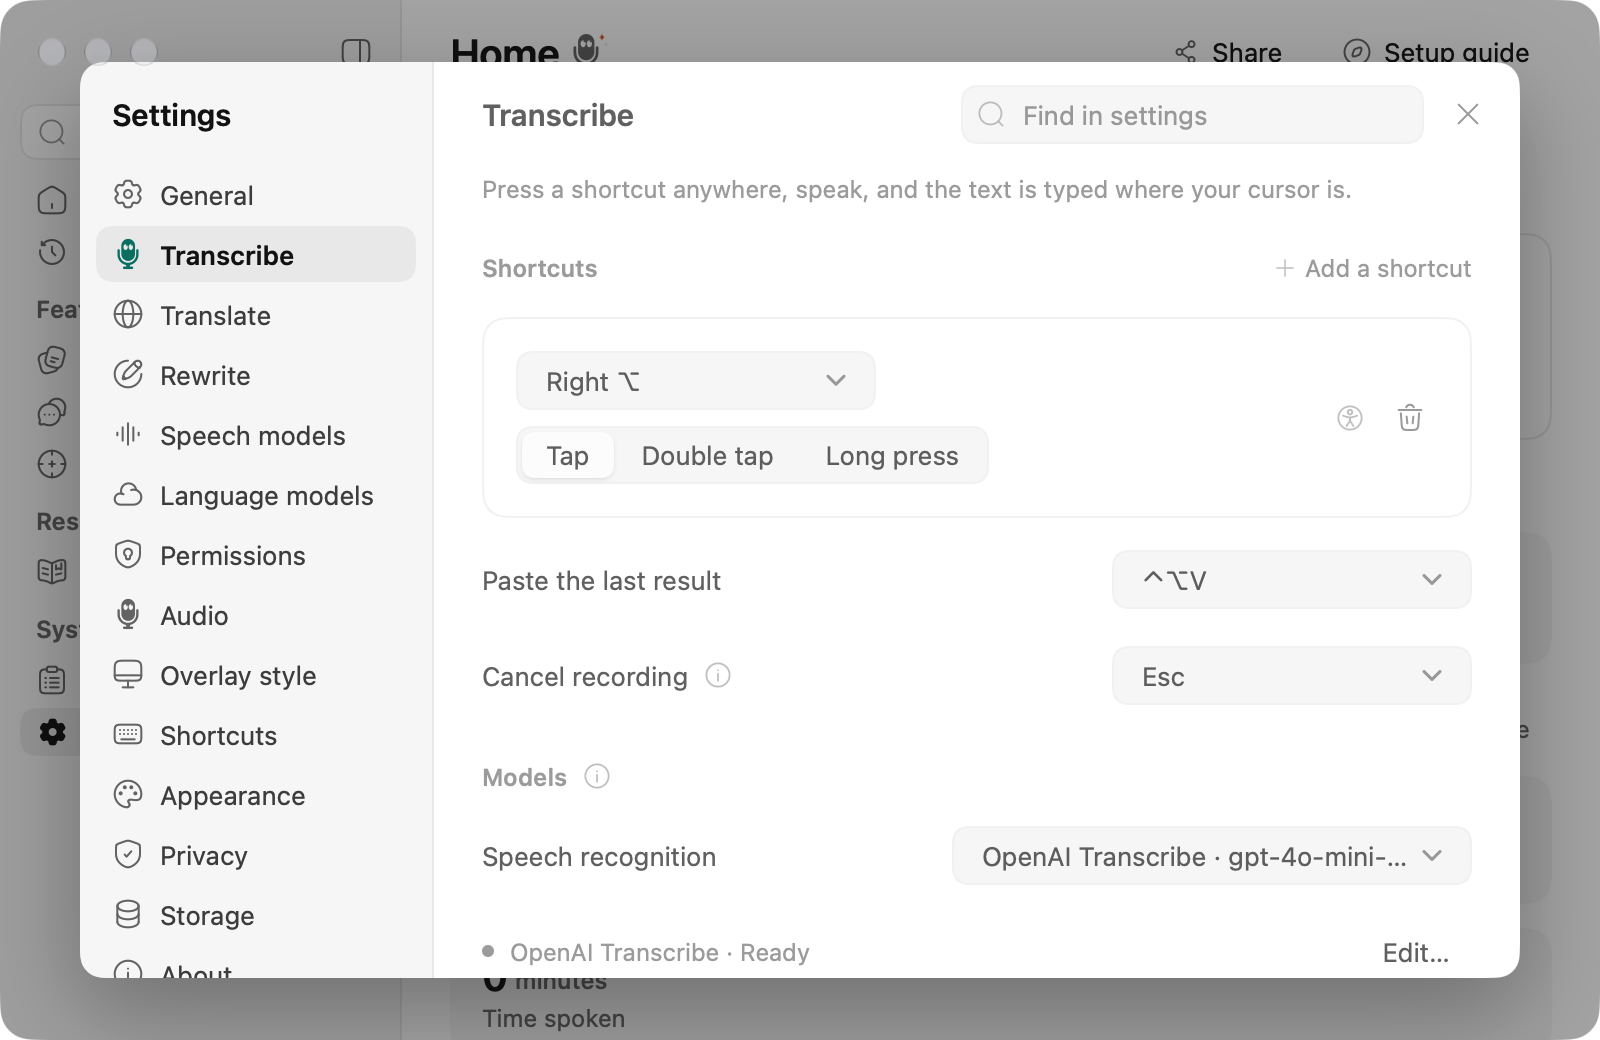 Home
Share
Setup guide
Settings
General
Transcribe
Translate
Rewrite
Speech models
Language models
Permissions
Audio
Overlay style
Shortcuts
Appearance
Privacy
Storage
About
Transcribe
Find in settings
Press a shortcut anywhere, speak, and the text is typed where your cursor is.
Shortcuts
+ Add a shortcut
Right ⌥
Tap
Double tap
Long press
Paste the last result
^⌥V
Cancel recording
Esc
Models
Speech recognition
OpenAI Transcribe · gpt-4o-mini-...
OpenAI Transcribe · Ready
Edit...
0 minutes
Time spoken